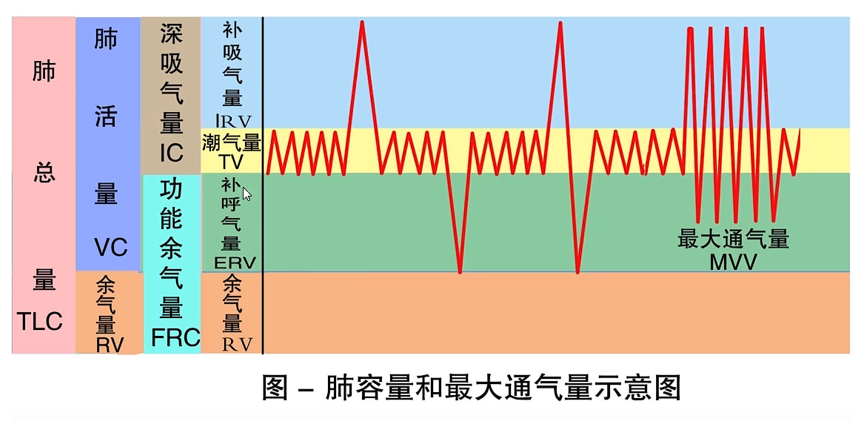 肺总量
TLC
肺活量
VC
余气量
RV
深吸气量
IC
功能余气量
FRC
补吸气量
IRV
潮气量
TV
补呼气量
ERV
余气量
RV
最大通气量
MVV
图 – 肺容量和最大通气量示意图